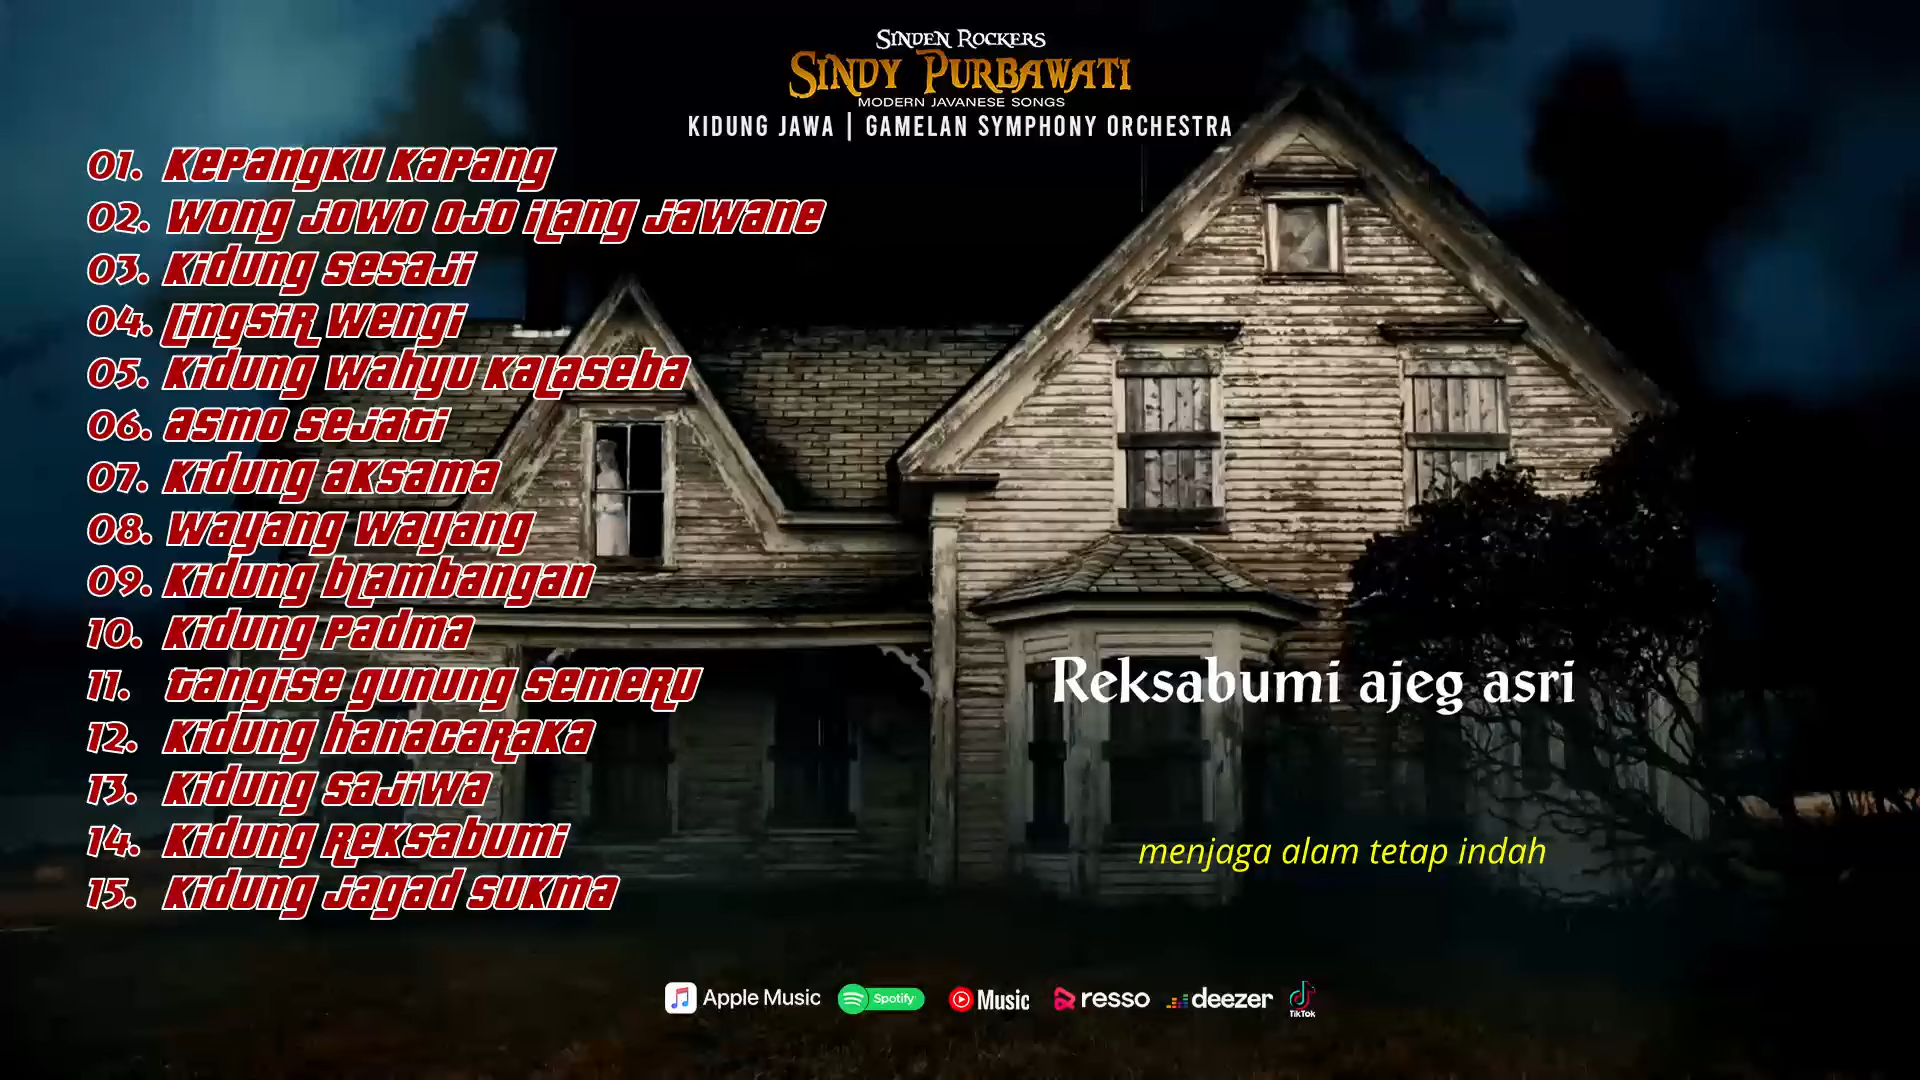 SINDEN ROCKERS
SINDY PURBAWATI
MODERN JAVANESE SONGS
KIDUNG JAWA | GAMELAN SYMPHONY ORCHESTRA
01. Kepangku Kapang
02. Wong Jowo Ojo Ilang Jawane
03. Kidung Sesaji
04. Lingsir Wengi
05. Kidung Wahyu Kalaseba
06. Asmo Sejati
07. Kidung Aksama
08. Wayang Wayang
09. Kidung Blambangan
10. Kidung Padma
11. Tangise Gunung Semeru
12. Kidung Hanacaraka
13. Kidung Sajiwa
14. Kidung Reksabumi
15. Kidung Jagad Sukma
Reksabumi ajeg asri
menjaga alam tetap indah
Apple Music Spotify Music resso deezer TikTok